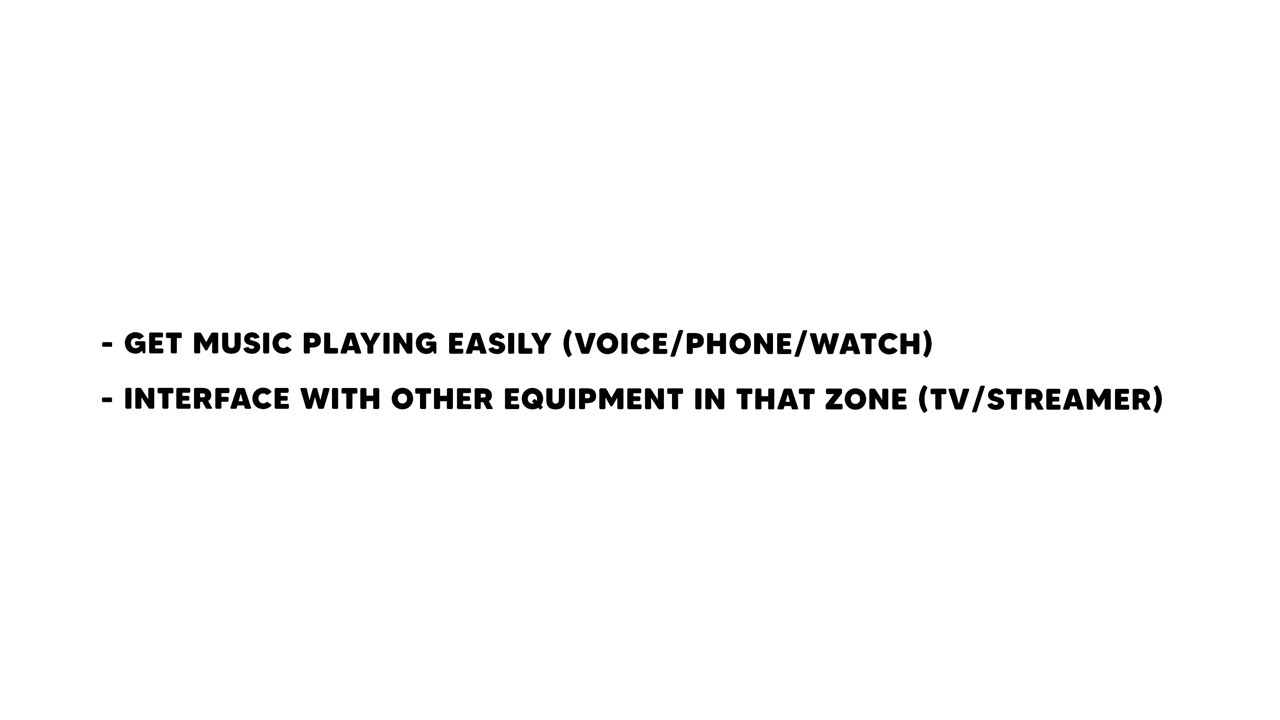 - GET MUSIC PLAYING EASILY (VOICE/PHONE/WATCH)
- INTERFACE WITH OTHER EQUIPMENT IN THAT ZONE (TV/STREAMER)